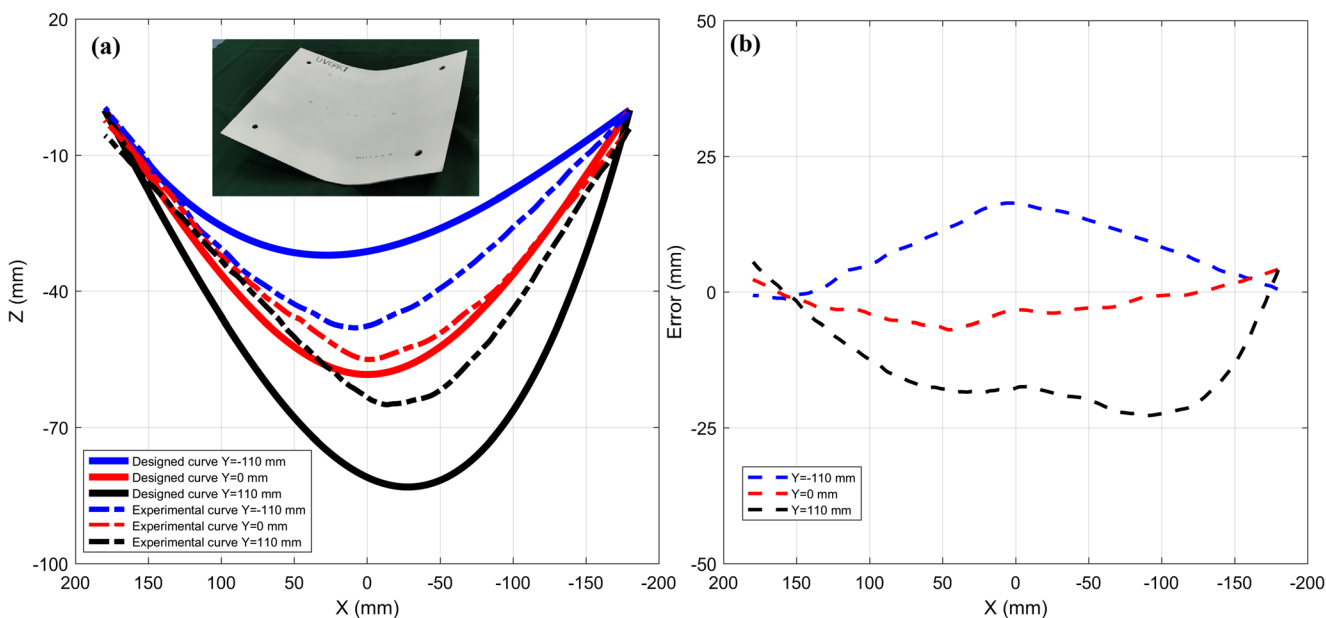 (a)
20
-10
-40
-70
-100
Z (mm)
UVCFRT
Designed curve Y=-110 mm
Designed curve Y=0 mm
Designed curve Y=110 mm
Experimental curve Y=-110 mm
Experimental curve Y=0 mm
Experimental curve Y=110 mm
200 150 100 50 0 -50 -100 -150 -200
X (mm)
(b)
50
25
0
-25
-50
Error (mm)
Y=-110 mm
Y=0 mm
Y=110 mm
200 150 100 50 0 -50 -100 -150 -200
X (mm)